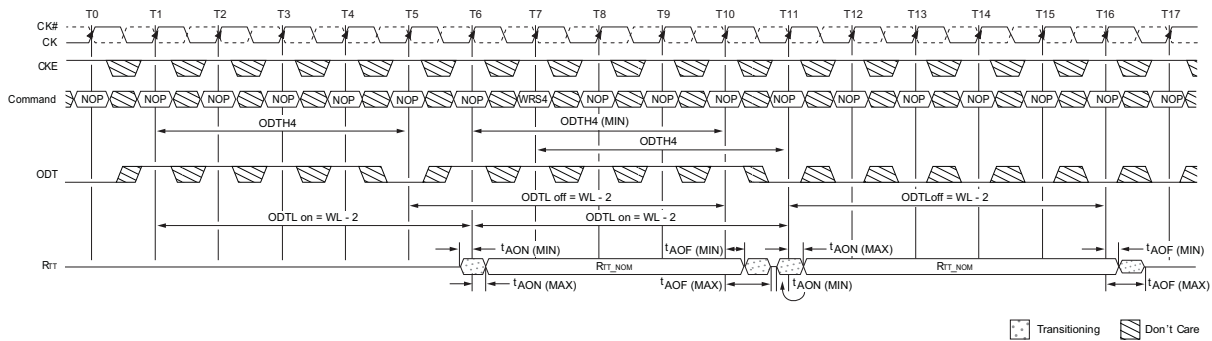 T0 T1 T2 T3 T4 T5 T6 T7 T8 T9 T10 T11 T12 T13 T14 T15 T16 T17
CK#
CK
CKE
Command NOP NOP NOP NOP NOP NOP NOP WRS4 NOP NOP NOP NOP NOP NOP NOP NOP NOP NOP
ODTH4 ODTH4 (MIN)
ODTH4
ODT
ODTL off = WL - 2 ODTLoff = WL - 2
ODTL on = WL - 2 ODTL on = WL - 2
tAON (MIN) tAOF (MIN) tAON (MAX) tAOF (MIN)
RTT RTT_NOM RTT_NOM
tAON (MAX) tAOF (MAX) tAON (MIN) tAOF (MAX)
Transitioning Don't Care